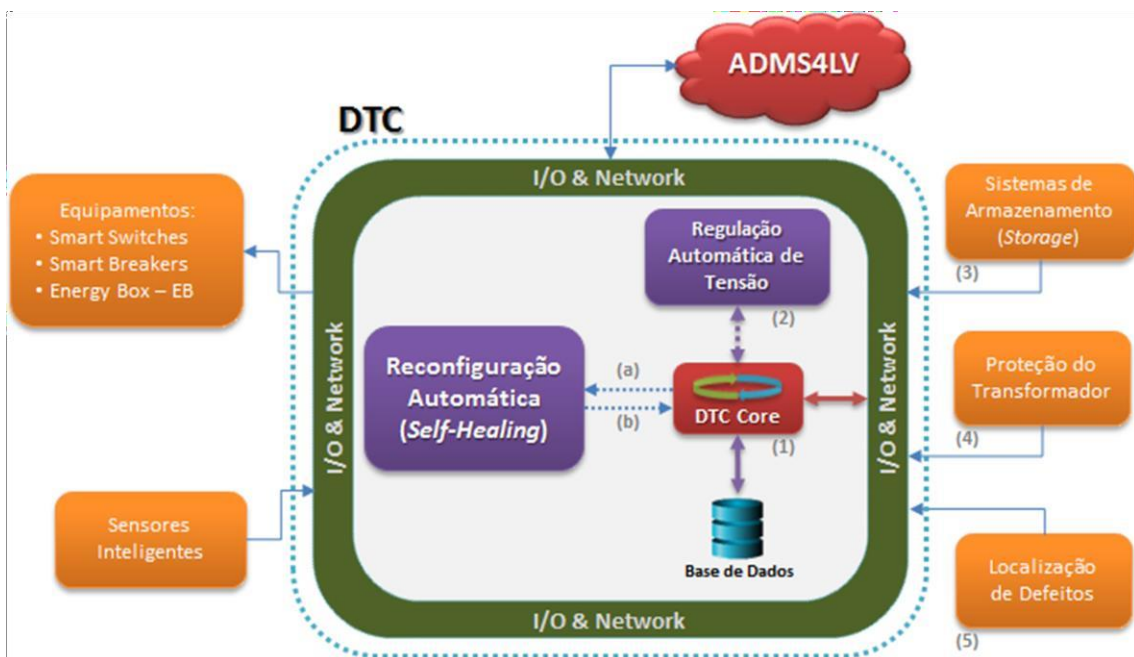 ADMS4LV
DTC
I/O & Network
Equipamentos:
• Smart Switches
• Smart Breakers
• Energy Box – EB
Regulação
Automática de
Tensão
(2)
Sistemas de
Armazenamento
(Storage)
(3)
I/O & Network
Reconfiguração
Automática
(Self-Healing)
(a)
(b)
DTC Core
(1)
I/O & Network
Proteção do
Transformador
(4)
Sensores
Inteligentes
Base de Dados
Localização
de Defeitos
(5)
I/O & Network